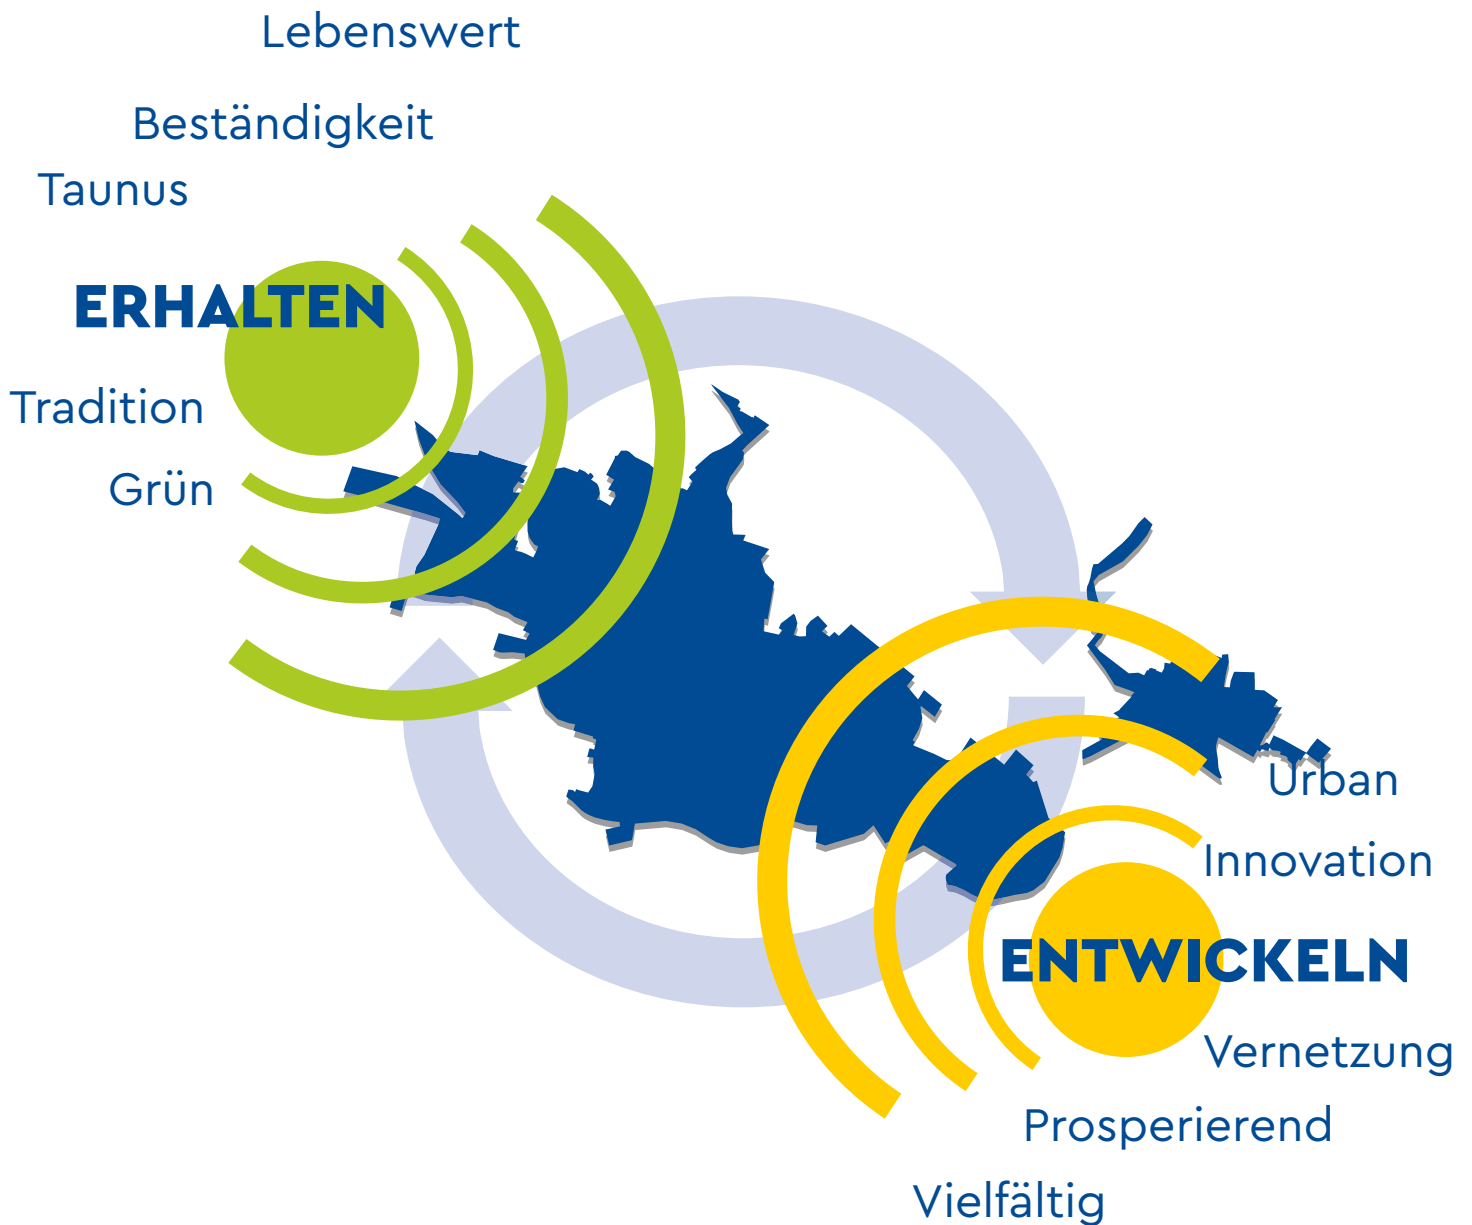 Lebenswert
Beständigkeit
Taunus
ERHALTEN
Tradition
Grün
Urban
Innovation
ENTWICKELN
Vernetzung
Prosperierend
Vielfältig